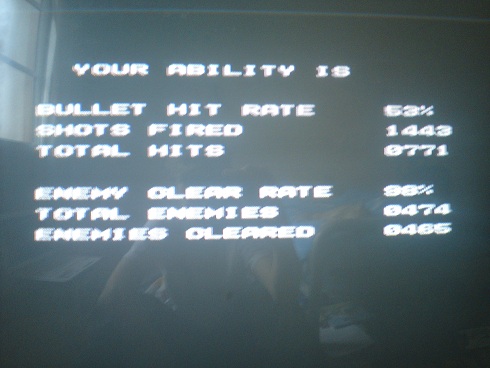 YOUR ABILITY IS
BULLET HIT RATE 53%
SHOTS FIRED 1443
TOTAL HITS 0771
ENEMY CLEAR RATE 98%
TOTAL ENEMIES 0474
ENEMIES CLEARED 0465